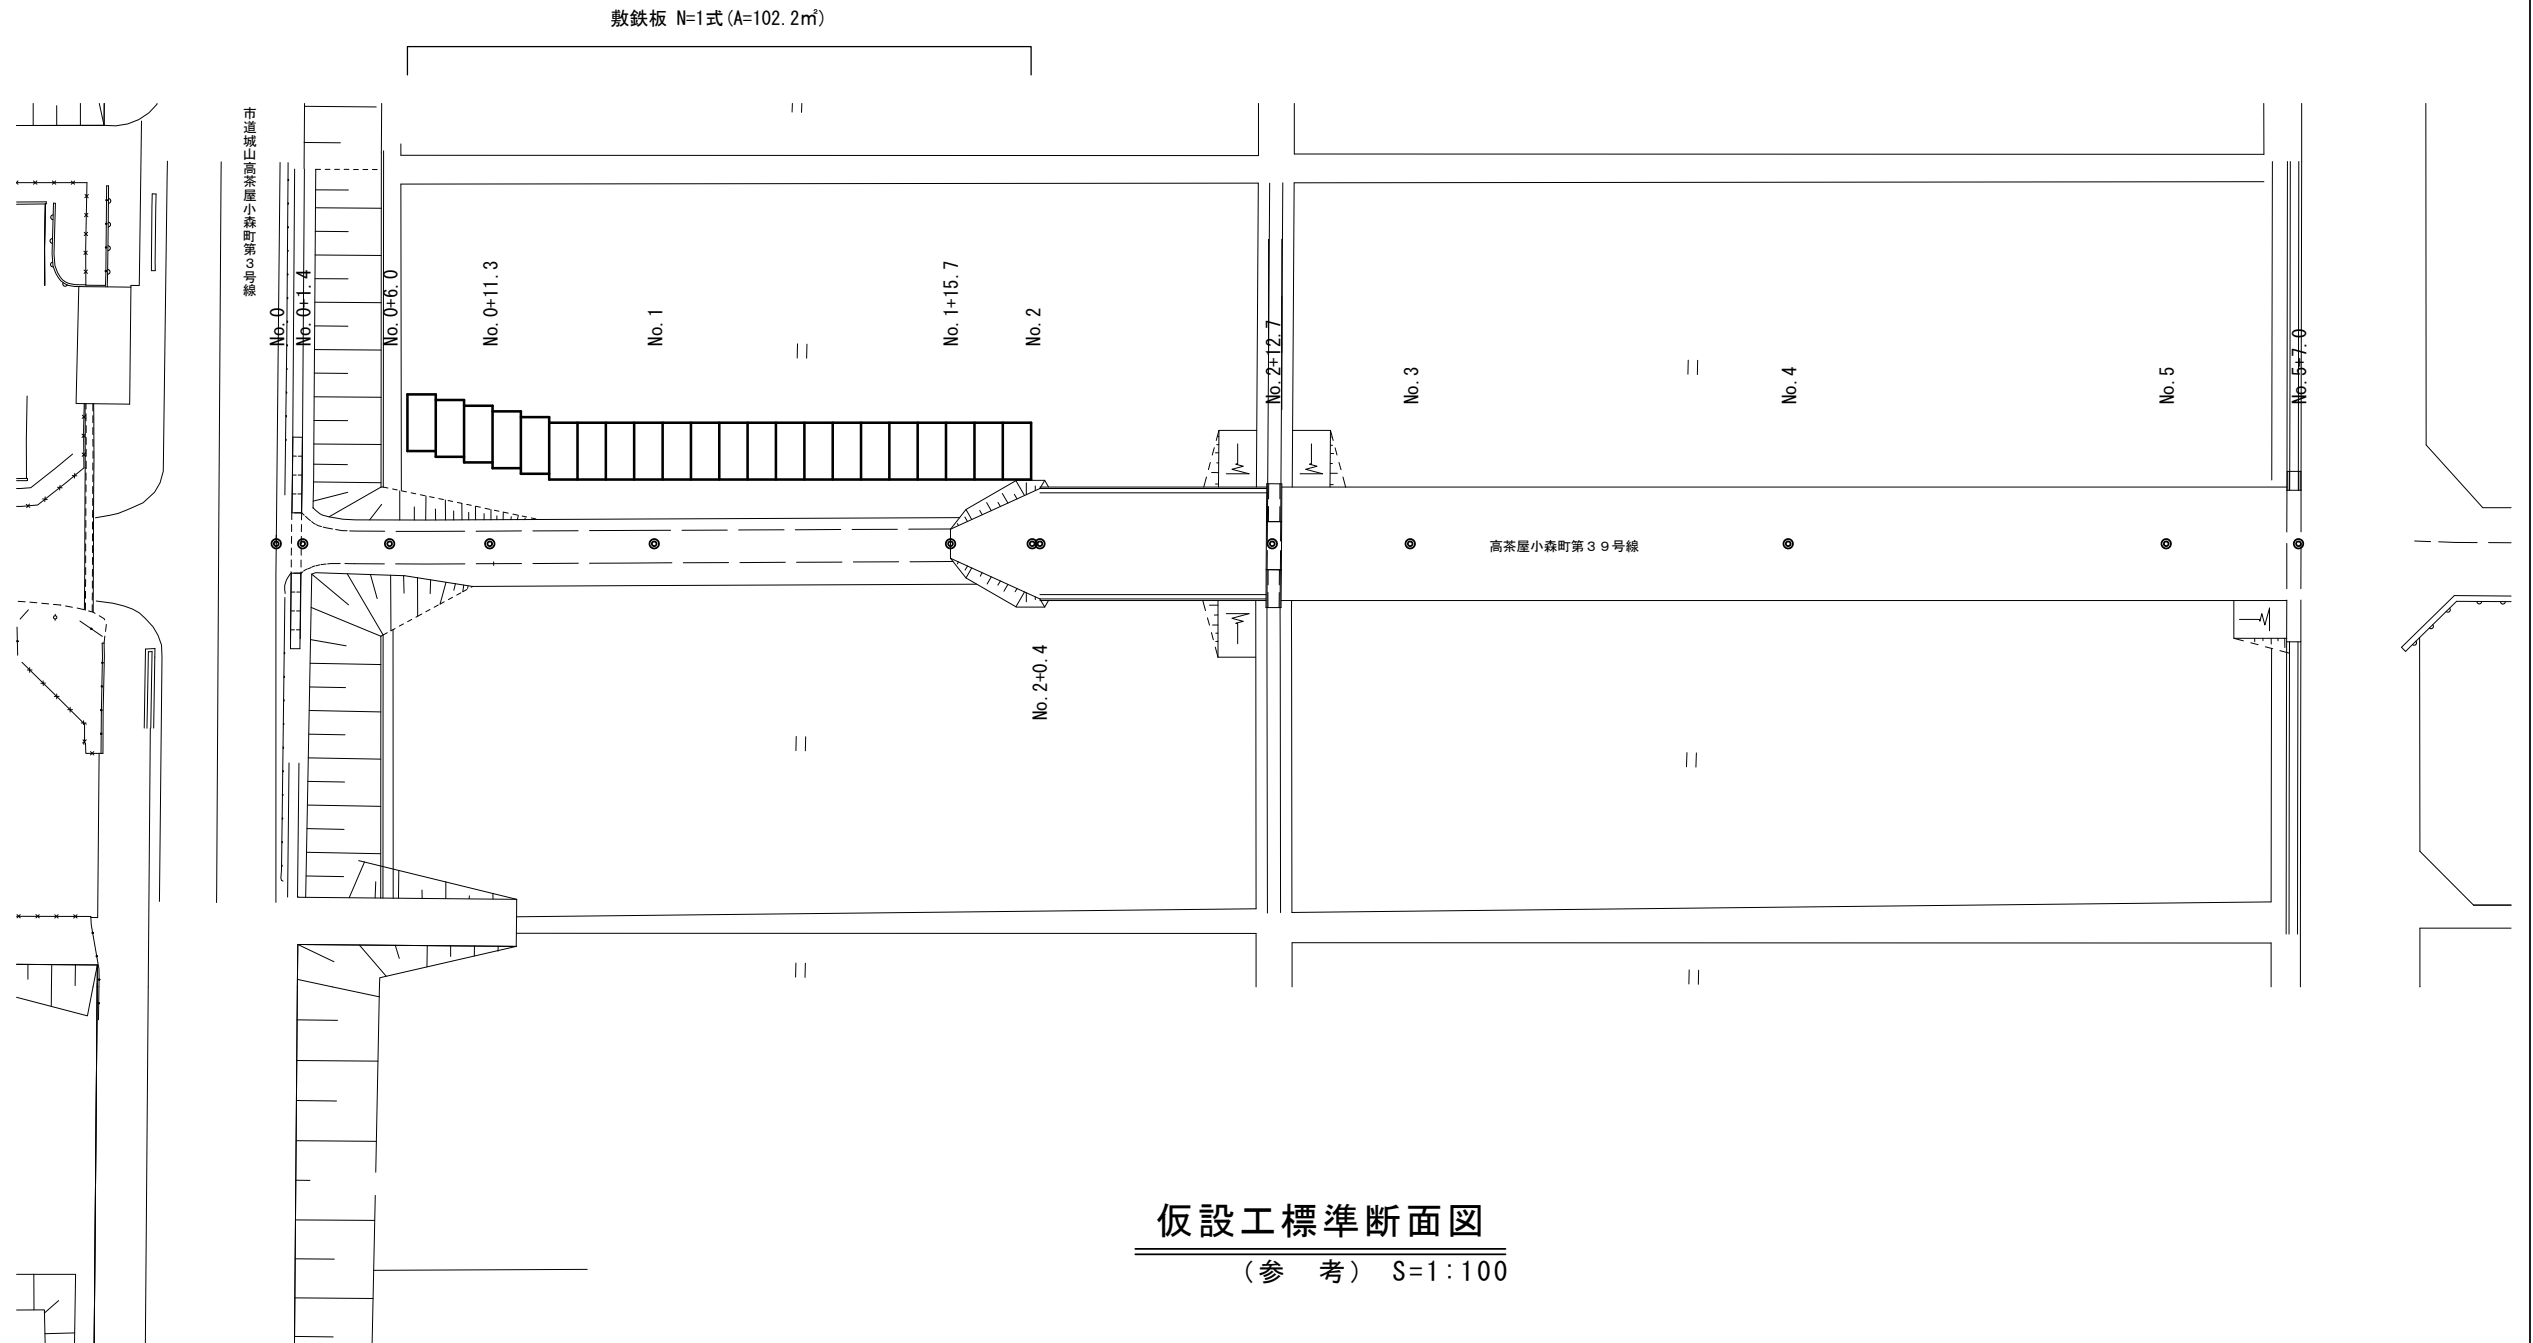 敷鉄板 N=1式(A=102.2㎡)
市道城山高茶屋小森町第3号線
No.0
No.0+1.4
No.0+6.0
No.0+11.3
No.1
No.1+15.7
No.2
No.2+12.7
No.3
No.4
No.5
No.5+7.0
高茶屋小森町第39号線
No.2+0.4
仮設工標準断面図
(参 考) S=1:100